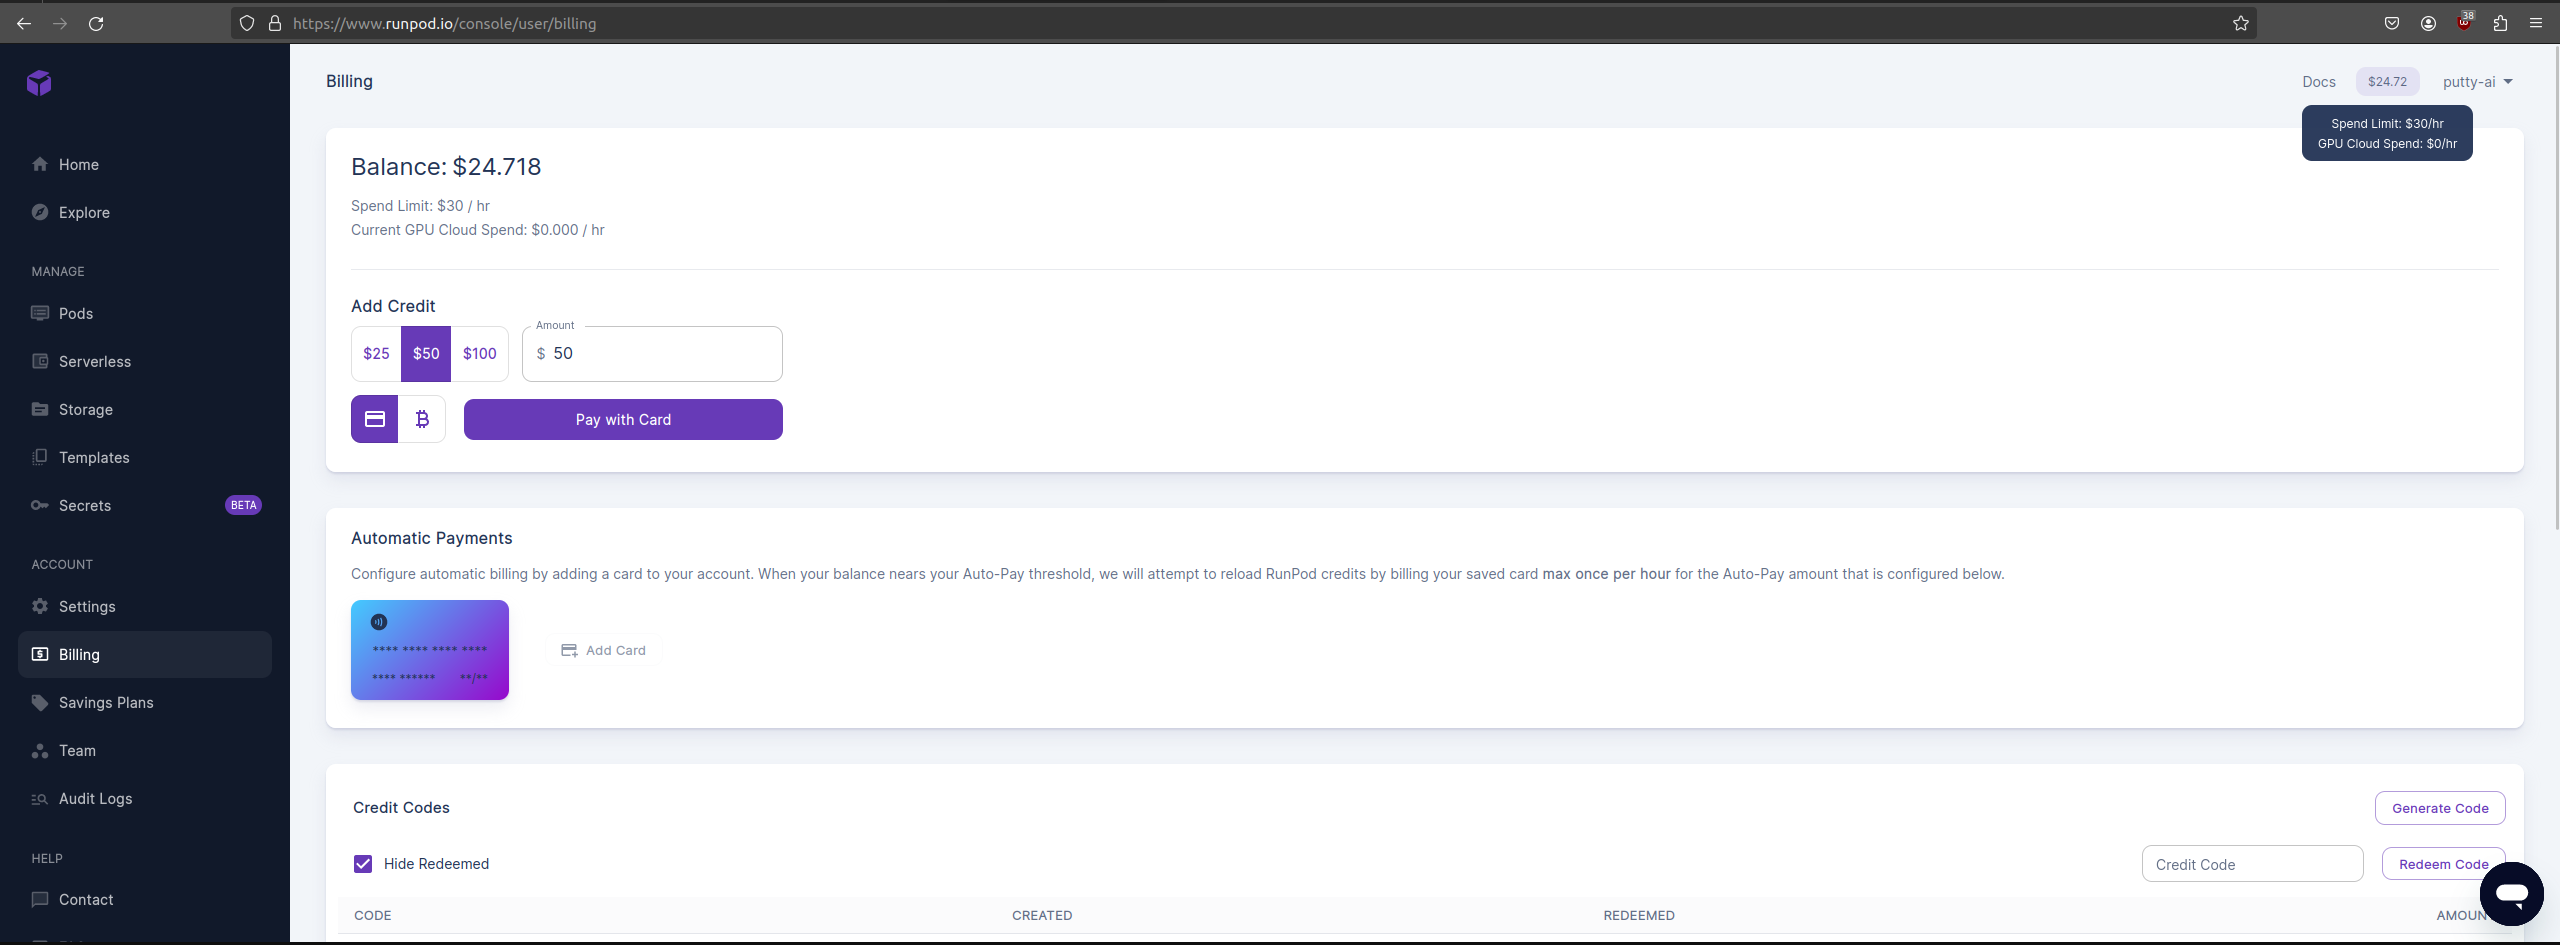 https://www.runpod.io/console/user/billing
38
Billing
Docs
$24.72
putty-ai
Spend Limit: $30/hr
GPU Cloud Spend: $0/hr
Home
Explore
MANAGE
Pods
Serverless
Storage
Templates
Secrets
BETA
ACCOUNT
Settings
Billing
Savings Plans
Team
Audit Logs
HELP
Contact
Balance: $24.718
Spend Limit: $30 / hr
Current GPU Cloud Spend: $0.000 / hr
Add Credit
$25
$50
$100
Amount
$ 50
Pay with Card
Automatic Payments
Configure automatic billing by adding a card to your account. When your balance nears your Auto-Pay threshold, we will attempt to reload RunPod credits by billing your saved card max once per hour for the Auto-Pay amount that is configured below.
**** **** **** ****
**** ****** **/**
Add Card
Credit Codes
Generate Code
Hide Redeemed
Credit Code
Redeem Code
CODE
CREATED
REDEEMED